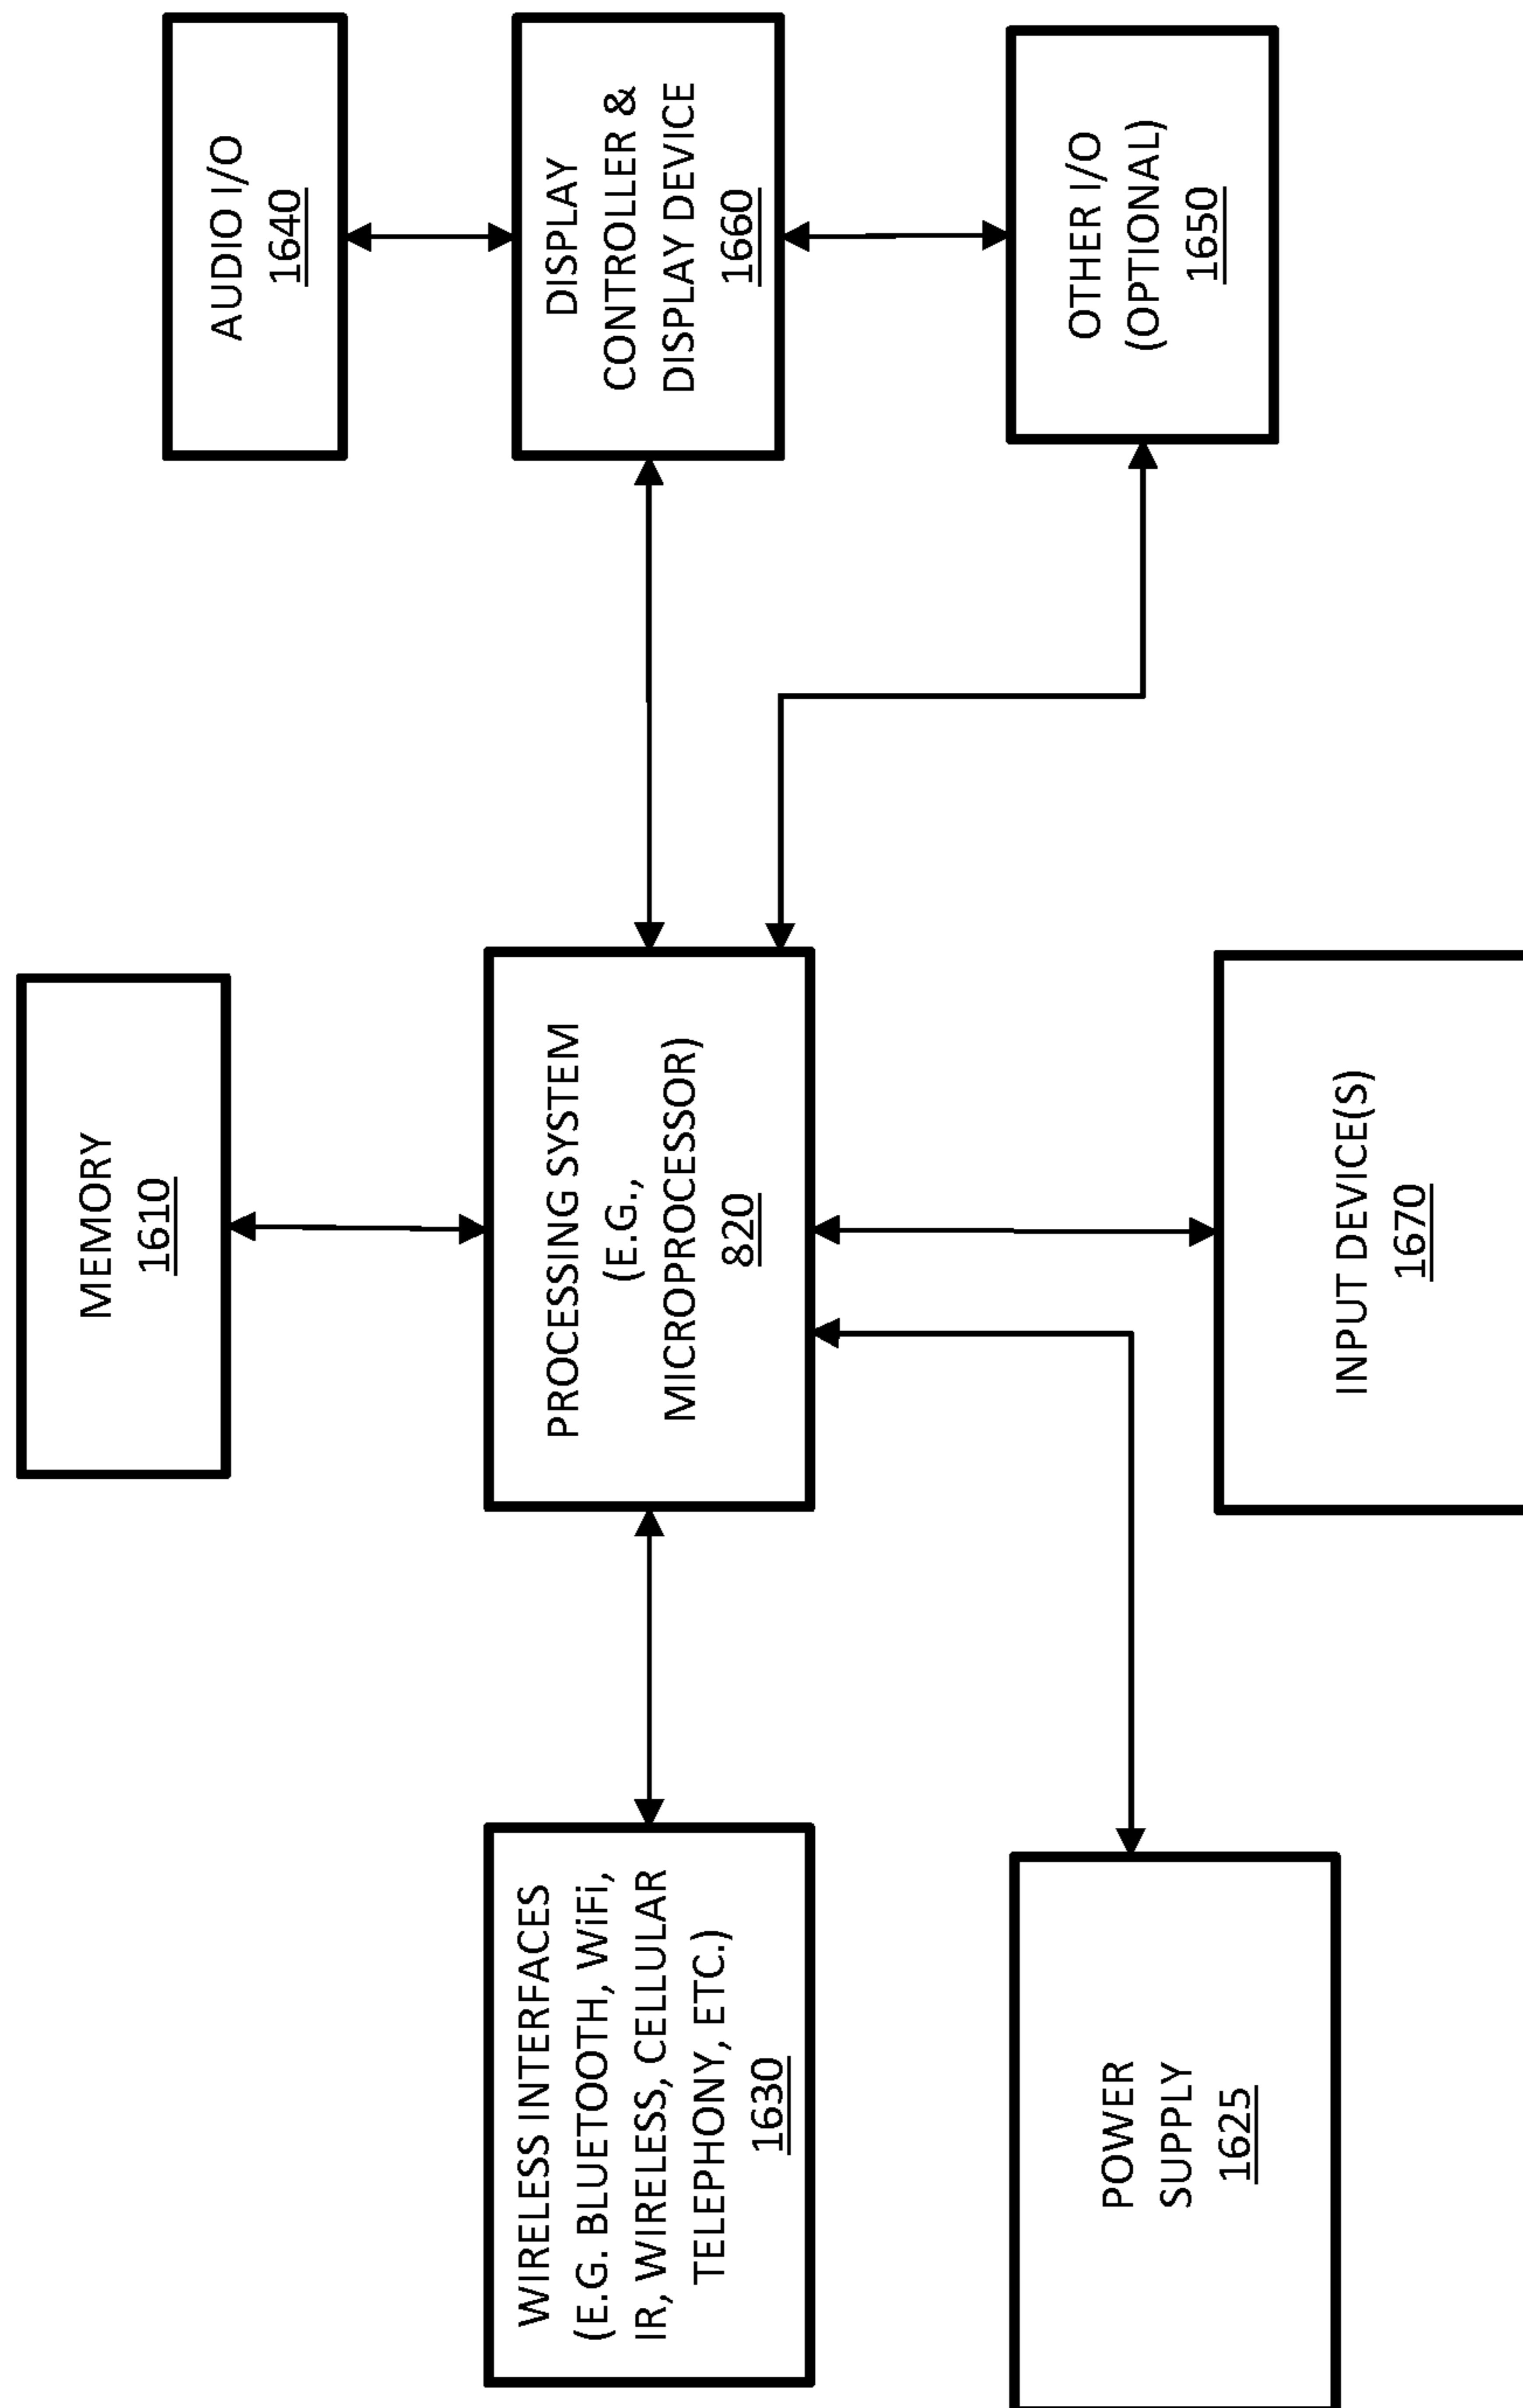 MEMORY
1610
AUDIO I/O
1640
WIRELESS INTERFACES
(E.G. BLUETOOTH, WiFi,
IR, WIRELESS, CELLULAR
TELEPHONY, ETC.)
1630
PROCESSING SYSTEM
(E.G.,
MICROPROCESSOR)
820
DISPLAY
CONTROLLER &
DISPLAY DEVICE
1660
POWER
SUPPLY
1625
INPUT DEVICE(S)
1670
OTHER I/O
(OPTIONAL)
1650